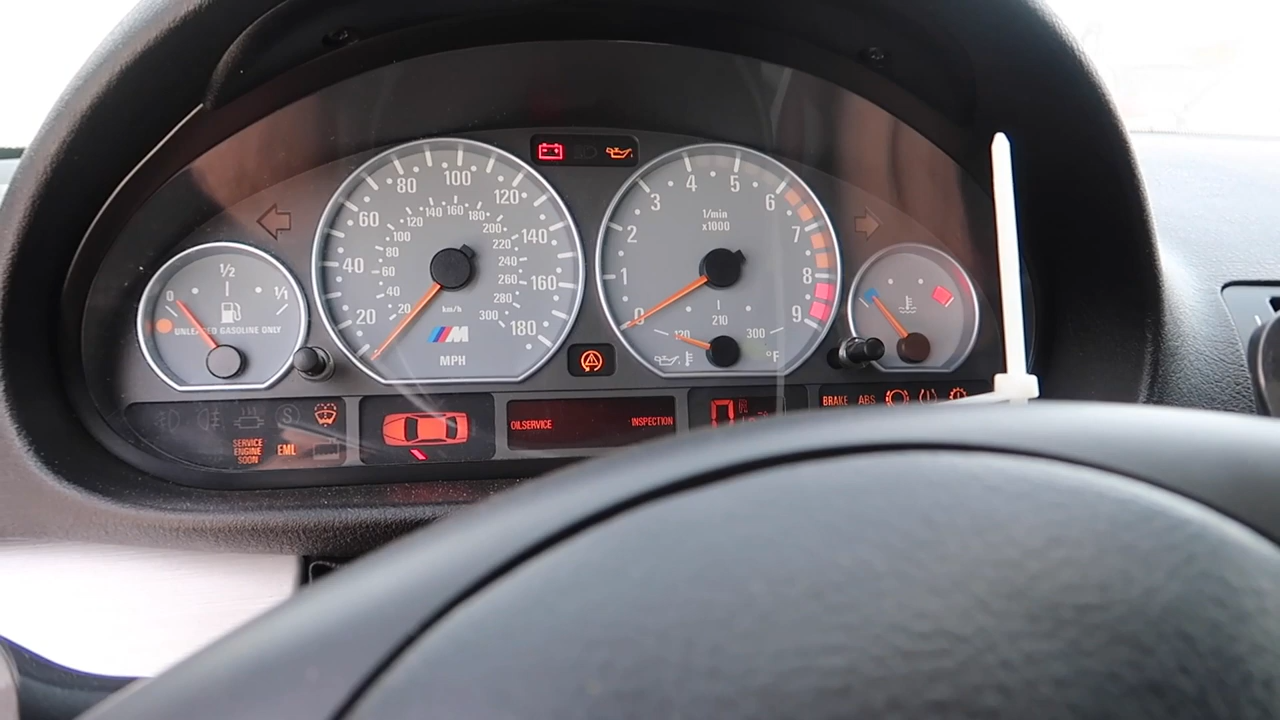 20 40 60 80 100 120 140 160 180
20 40 60 80 100 120 140 160 180 200 220 240 260 280 300
km/h
M
MPH
0 1/2 1/1
UNLEADED GASOLINE ONLY
0 1 2 3 4 5 6 7 8 9
1/min
x1000
120 210 300
°F
S
SERVICE
ENGINE
SOON
EML
OILSERVICE INSPECTION
0
BRAKE ABS